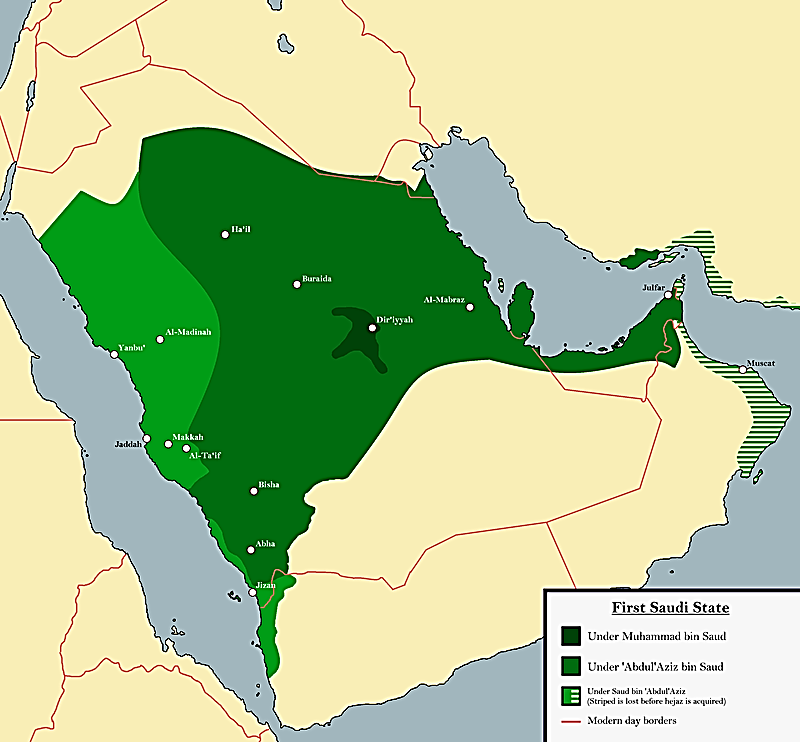 Ha'il
Buraida
Al-Mabraz
Julfar
Dir'iyyah
Al-Madinah
Yanbu'
Muscat
Jaddah
Makkah
Al-Ta'if
Bisha
Abha
Jizan
First Saudi State
Under Muhammad bin Saud
Under 'Abdul'Aziz bin Saud
Under Saud bin 'Abdul'Aziz
(Striped is lost before hejaz is acquired)
Modern day borders